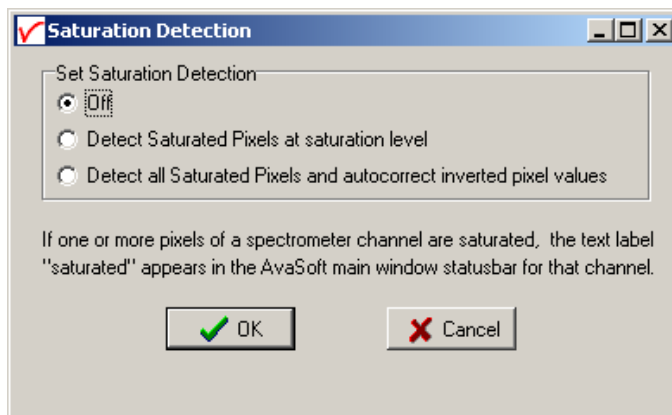 Saturation Detection
Set Saturation Detection
Off
Detect Saturated Pixels at saturation level
Detect all Saturated Pixels and autocorrect inverted pixel values
If one or more pixels of a spectrometer channel are saturated, the text label
"saturated" appears in the AvaSoft main window statusbar for that channel.
OK
Cancel